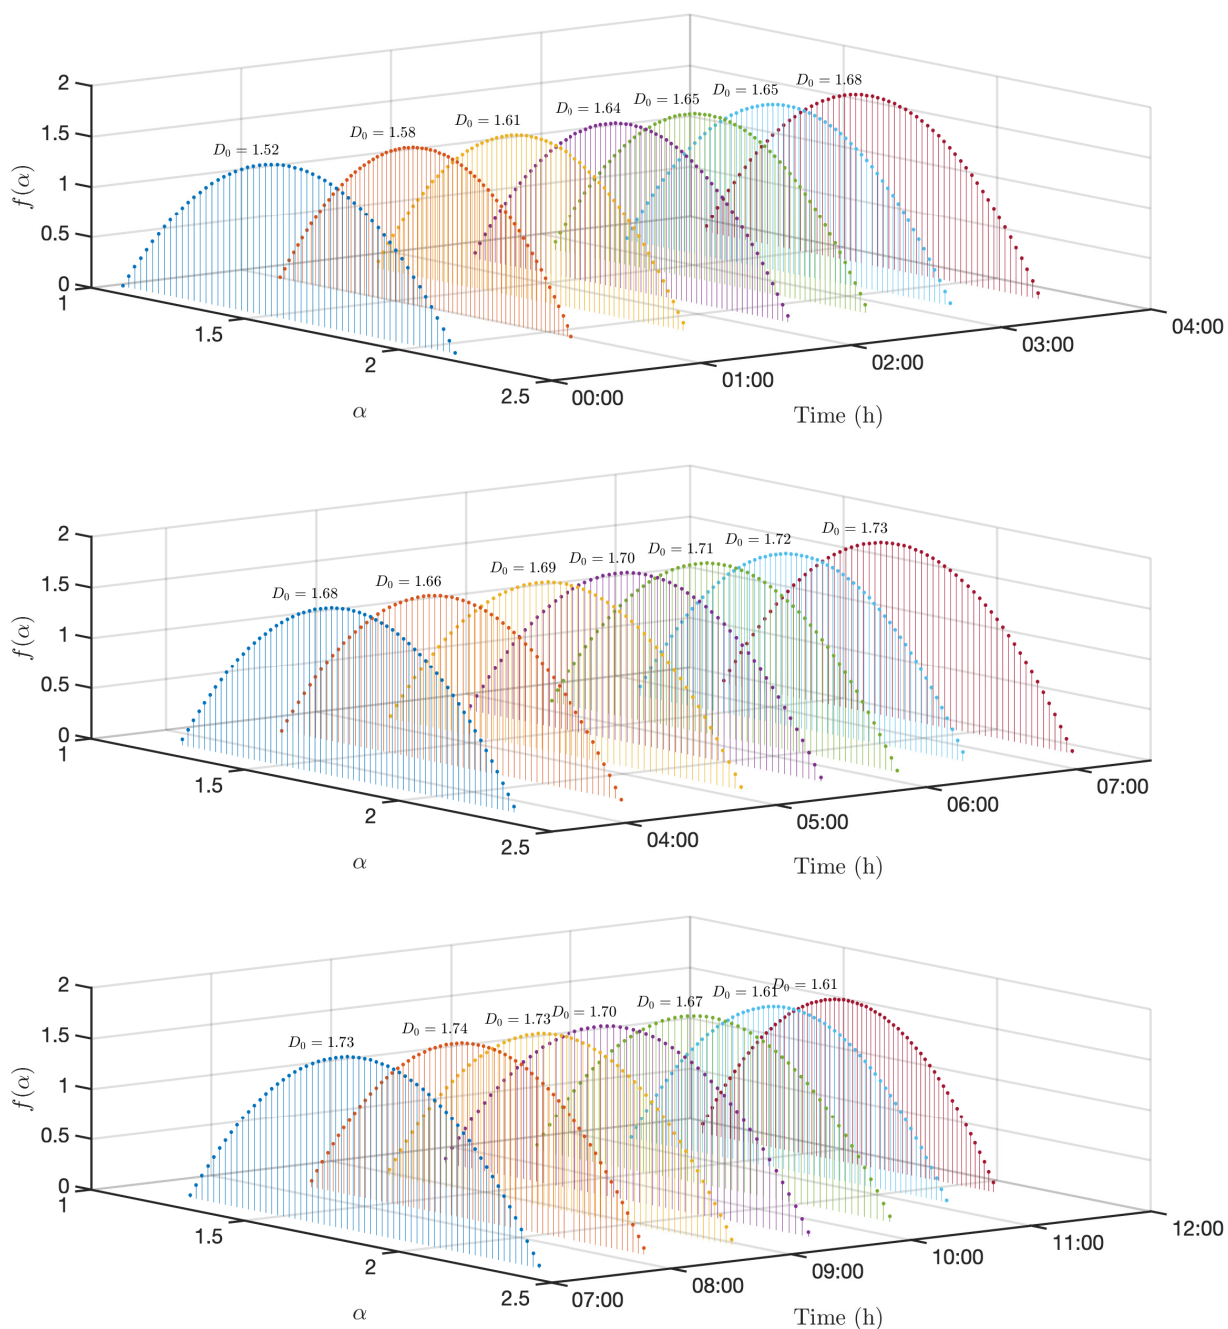 D₀ = 1.68
D₀ = 1.65
D₀ = 1.65
D₀ = 1.64
D₀ = 1.61
D₀ = 1.58
D₀ = 1.52
2
1.5
1
0.5
0
f(α)
1
1.5
2
2.5
α
00:00
01:00
02:00
03:00
04:00
Time (h)
D₀ = 1.73
D₀ = 1.72
D₀ = 1.71
D₀ = 1.70
D₀ = 1.69
D₀ = 1.66
D₀ = 1.68
2
1.5
1
0.5
0
f(α)
1
1.5
2
2.5
α
04:00
05:00
06:00
07:00
Time (h)
D₀ = 1.61
D₀ = 1.61
D₀ = 1.67
D₀ = 1.70
D₀ = 1.73
D₀ = 1.74
D₀ = 1.73
2
1.5
1
0.5
0
f(α)
1
1.5
2
2.5
α
07:00
08:00
09:00
10:00
11:00
12:00
Time (h)